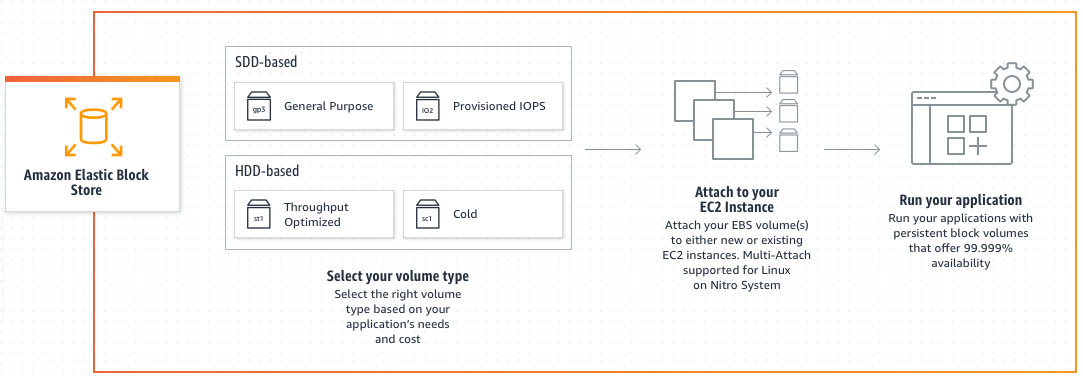 Amazon Elastic Block
Store
SDD-based
gp3
General Purpose
io2
Provisioned IOPS
HDD-based
st1
Throughput
Optimized
sc1
Cold
Select your volume type
Select the right volume
type based on your
application's needs
and cost
Attach to your
EC2 Instance
Attach your EBS volume(s)
to either new or existing
EC2 instances. Multi-Attach
supported for Linux
on Nitro System
Run your application
Run your applications with
persistent block volumes
that offer 99.999%
availability